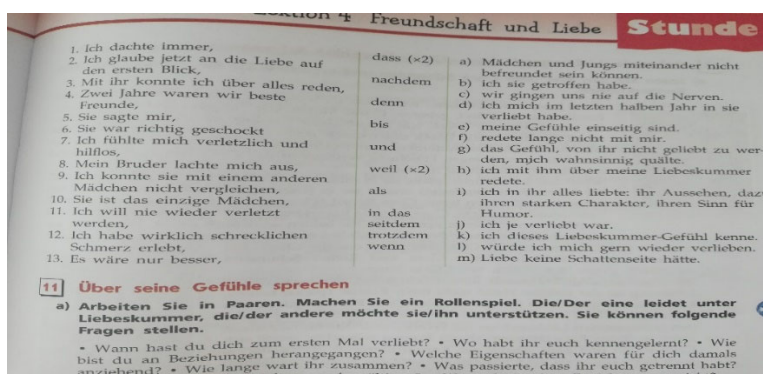 Lektion 4 Freundschaft und Liebe Stunde
1. Ich dachte immer,
2. Ich glaube jetzt an die Liebe auf
den ersten Blick,
3. Mit ihr konnte ich über alles reden,
4. Zwei Jahre waren wir beste
Freunde,
5. Sie sagte mir,
6. Sie war richtig geschockt
7. Ich fühlte mich verletzlich und
hilflos,
8. Mein Bruder lachte mich aus,
9. Ich konnte sie mit einem anderen
Mädchen nicht vergleichen,
10. Sie ist das einzige Mädchen,
11. Ich will nie wieder verletzt
werden,
12. Ich habe wirklich schrecklichen
Schmerz erlebt,
13. Es wäre nur besser,
dass (×2)
nachdem
denn
bis
und
weil (×2)
als
in das
seitdem
trotzdem
wenn
a) Mädchen und Jungs miteinander nicht
befreundet sein können.
b) ich sie getroffen habe.
c) wir gingen uns nie auf die Nerven.
d) ich mich im letzten halben Jahr in sie
verliebt habe.
e) meine Gefühle einseitig sind.
f) redete lange nicht mit mir.
g) das Gefühl, von ihr nicht geliebt zu wer-
den, mich wahnsinnig quälte.
h) ich mit ihm über meine Liebeskummer
redete.
i) ich in ihr alles liebte: ihr Aussehen, daz
ihren starken Charakter, ihren Sinn für
Humor.
j) ich je verliebt war.
k) ich dieses Liebeskummer-Gefühl kenne.
l) würde ich mich gern wieder verlieben.
m) Liebe keine Schattenseite hätte.
11 Über seine Gefühle sprechen
a) Arbeiten Sie in Paaren. Machen Sie ein Rollenspiel. Die/Der eine leidet unter
Liebeskummer, die/der andere möchte sie/ihn unterstützen. Sie können folgende
Fragen stellen.
• Wann hast du dich zum ersten Mal verliebt? • Wo habt ihr euch kennengelernt? • Wie
bist du an Beziehungen herangegangen? • Welche Eigenschaften waren für dich damals
anziehend? • Wie lange wart ihr zusammen? • Was passierte, dass ihr euch getrennt habt?